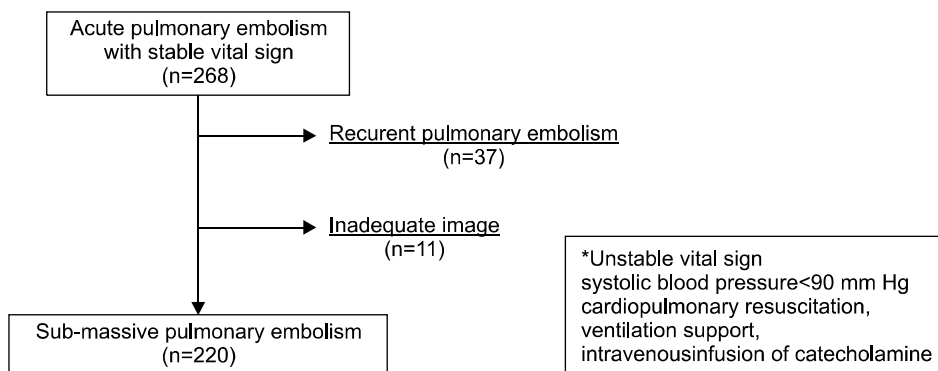 Acute pulmonary embolism
with stable vital sign
(n=268)
Recurent pulmonary embolism
(n=37)
Inadequate image
(n=11)
*Unstable vital sign
systolic blood pressure<90 mm Hg
cardiopulmonary resuscitation,
ventilation support,
intravenousinfusion of catecholamine
Sub-massive pulmonary embolism
(n=220)